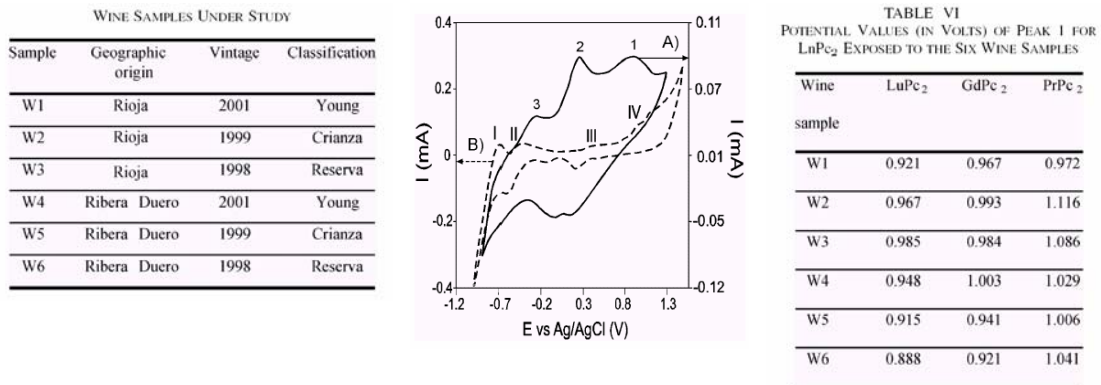 WINE SAMPLES UNDER STUDY
Sample Geographic origin Vintage Classification
W1 Rioja 2001 Young
W2 Rioja 1999 Crianza
W3 Rioja 1998 Reserva
W4 Ribera Duero 2001 Young
W5 Ribera Duero 1999 Crianza
W6 Ribera Duero 1998 Reserva
0.4
0.2
0
-0.2
-0.4
I (mA)
0.11
0.07
0.01
-0.05
-0.12
I (mA)
A)
B)
1
2
3
I
II
III
IV
-1.2 -0.7 -0.2 0.3 0.8 1.3
E vs Ag/AgCl (V)
TABLE VI
POTENTIAL VALUES (IN VOLTS) OF PEAK 1 FOR
LnPc2 EXPOSED TO THE SIX WINE SAMPLES
Wine sample LuPc2 GdPc2 PrPc2
W1 0.921 0.967 0.972
W2 0.967 0.993 1.116
W3 0.985 0.984 1.086
W4 0.948 1.003 1.029
W5 0.915 0.941 1.006
W6 0.888 0.921 1.041